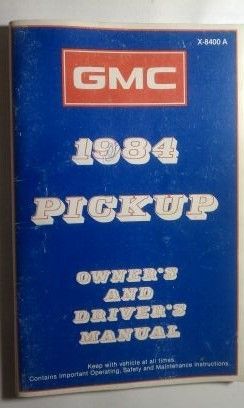 X-8400 A
GMC
1984
PICKUP
OWNER'S
AND
DRIVER'S
MANUAL
Keep with vehicle at all times.
Contains Important Operating, Safety and Maintenance Instructions.